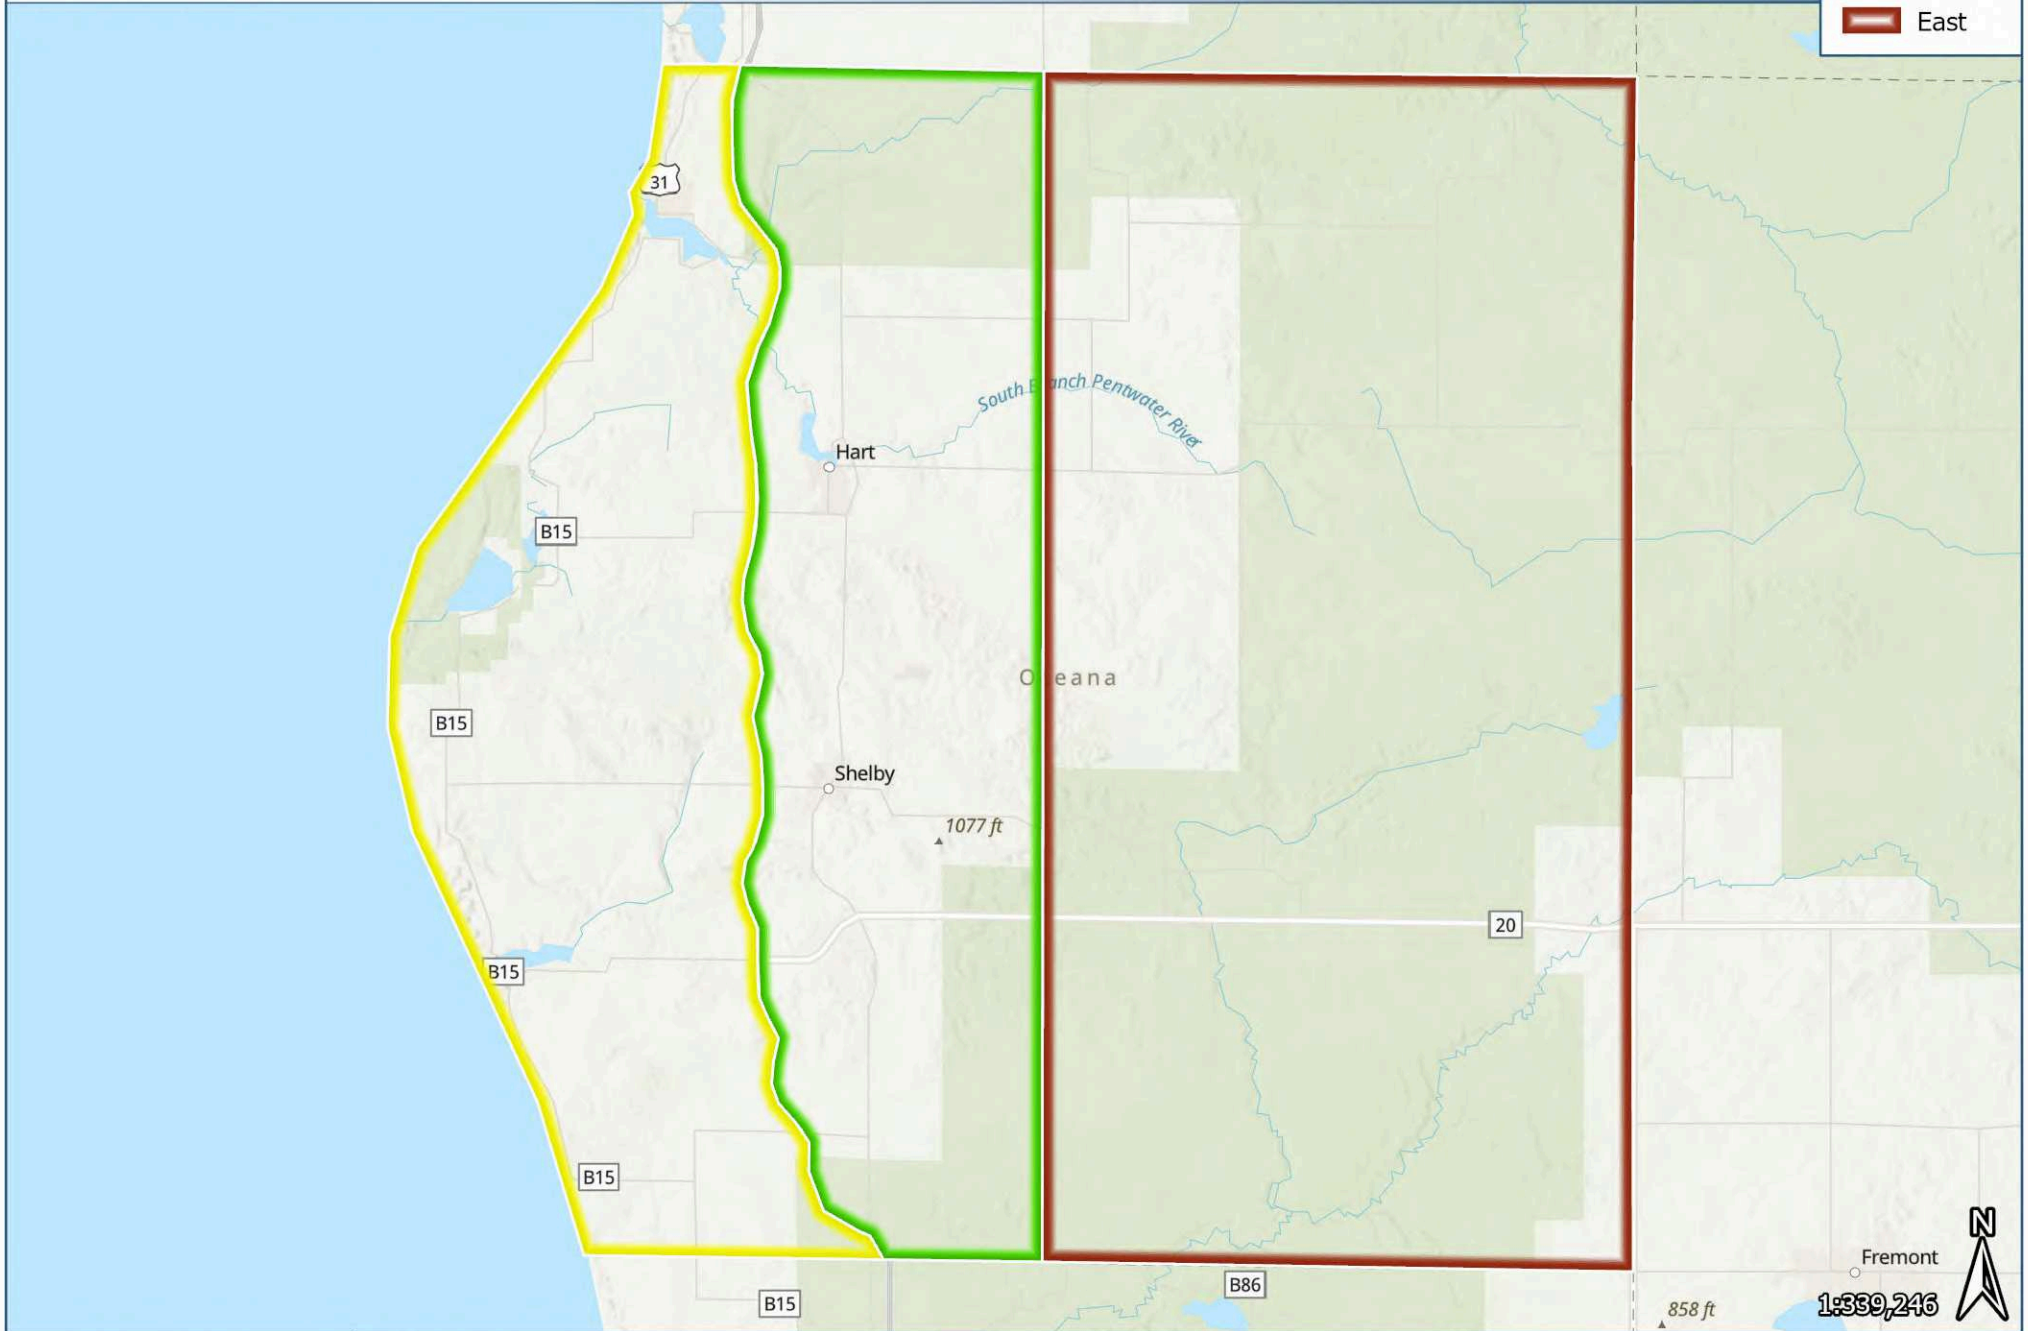 East
31
South Branch Pentwater River
Hart
B15
Oceana
B15
Shelby
1077 ft
20
B15
B15
N
Fremont
B86
B15
1:339,246
858 ft